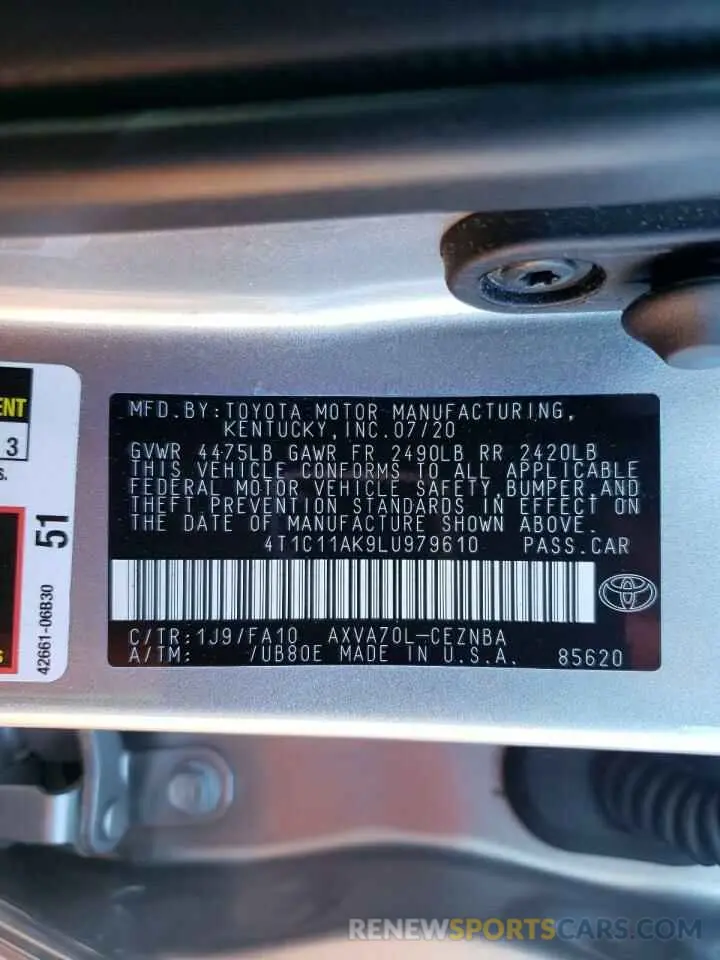 ENT
3
S.
51
42661-06B30
S
MFD.BY:TOYOTA MOTOR MANUFACTURING,
KENTUCKY,INC.07/20
GVWR 4475LB GAWR FR 2490LB RR 2420LB
THIS VEHICLE CONFORMS TO ALL APPLICABLE
FEDERAL MOTOR VEHICLE SAFETY,BUMPER,AND
THEFT PREVENTION STANDARDS IN EFFECT ON
THE DATE OF MANUFACTURE SHOWN ABOVE.
4T1C11AK9LU979610 PASS.CAR
C/TR:1J9/FA10 AXVA70L-CEZNBA
A/TM: /UB80E MADE IN U.S.A. 85620
RENEWSPORTSCARS.COM